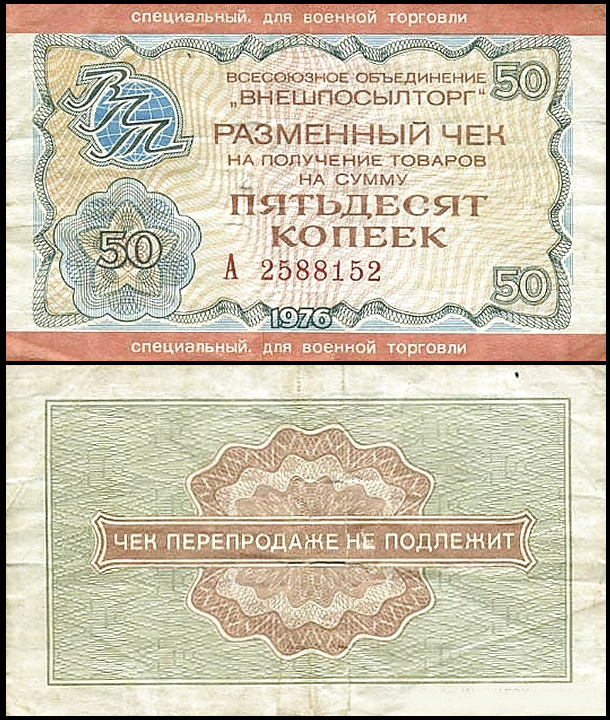 специальный. для военной торговли
ВПТ
ВСЕСОЮЗНОЕ ОБЪЕДИНЕНИЕ
„ВНЕШПОСЫЛТОРГ“
50
РАЗМЕННЫЙ ЧЕК
НА ПОЛУЧЕНИЕ ТОВАРОВ
НА СУММУ
ПЯТЬДЕСЯТ
КОПЕЕК
50
А 2588152
50
1976
специальный. для военной торговли
ЧЕК ПЕРЕПРОДАЖЕ НЕ ПОДЛЕЖИТ